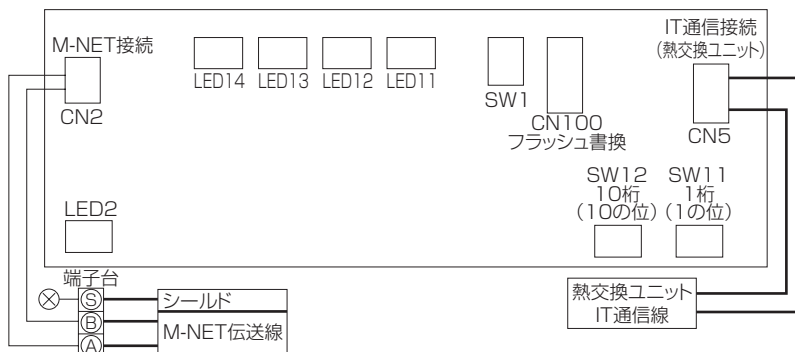 M-NET接続
CN2
LED14
LED13
LED12
LED11
SW1
CN100
フラッシュ書換
IT通信接続
(熱交換ユニット)
CN5
SW12
10桁
(10の位)
SW11
1桁
(1の位)
LED2
端子台
S
シールド
B
M-NET伝送線
A
熱交換ユニット
IT通信線